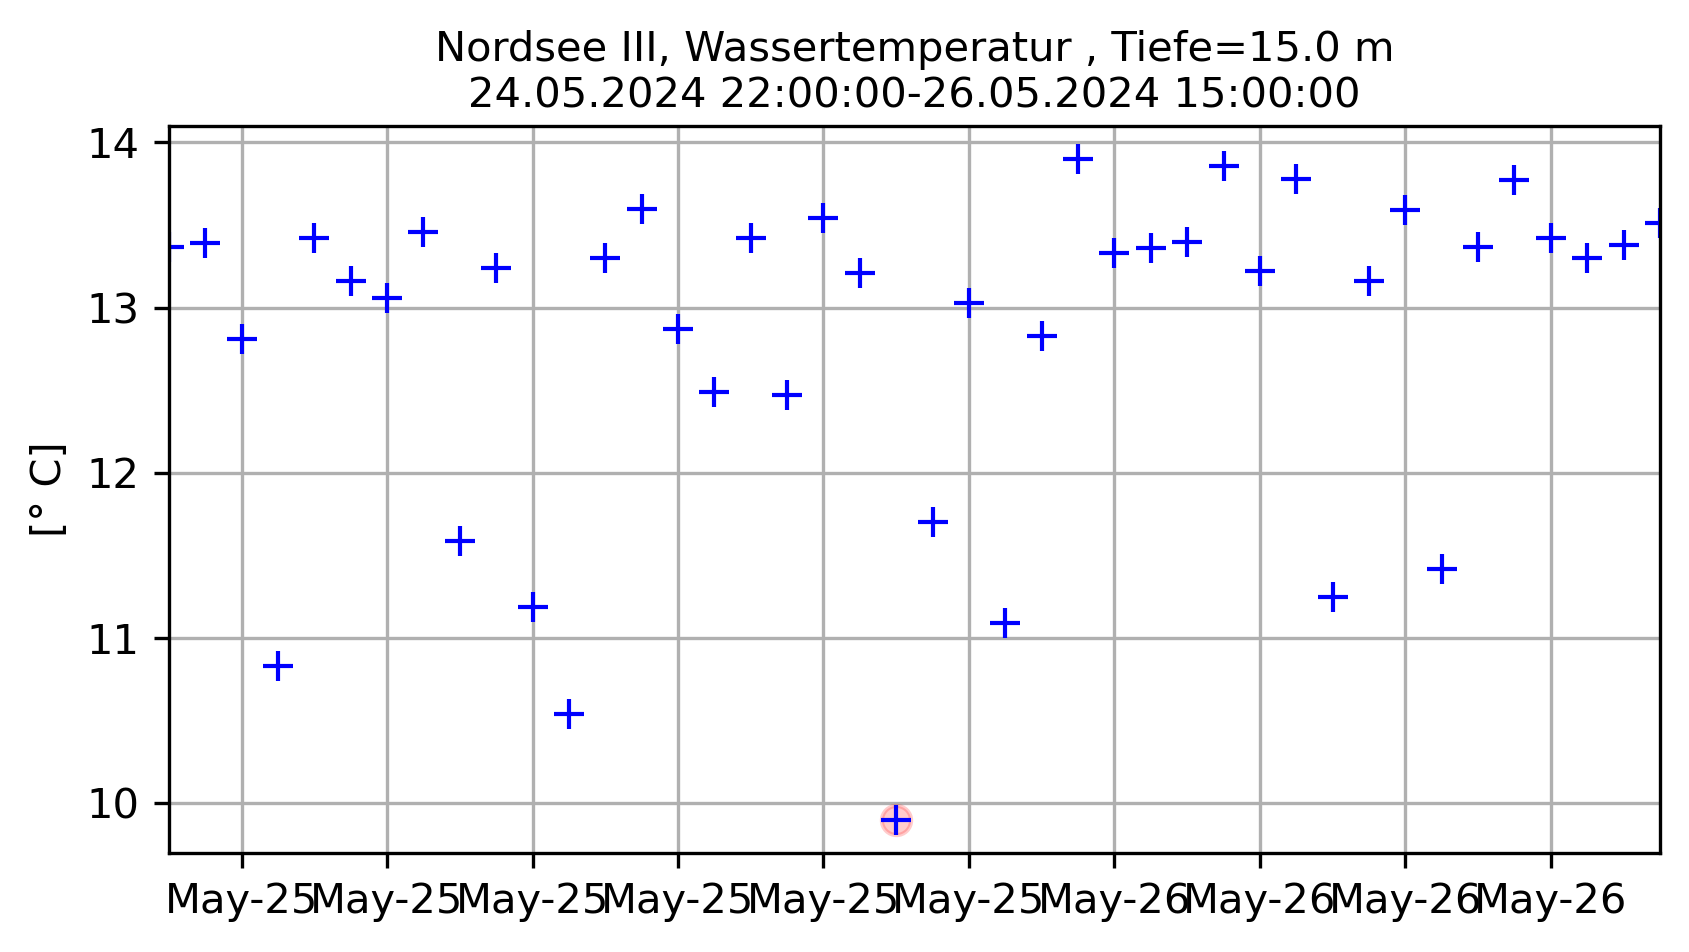 Nordsee III, Wassertemperatur , Tiefe=15.0 m
24.05.2024 22:00:00-26.05.2024 15:00:00
14
13
12
11
10
[° C]
May-25 May-25 May-25 May-25 May-25 May-25 May-26 May-26 May-26 May-26